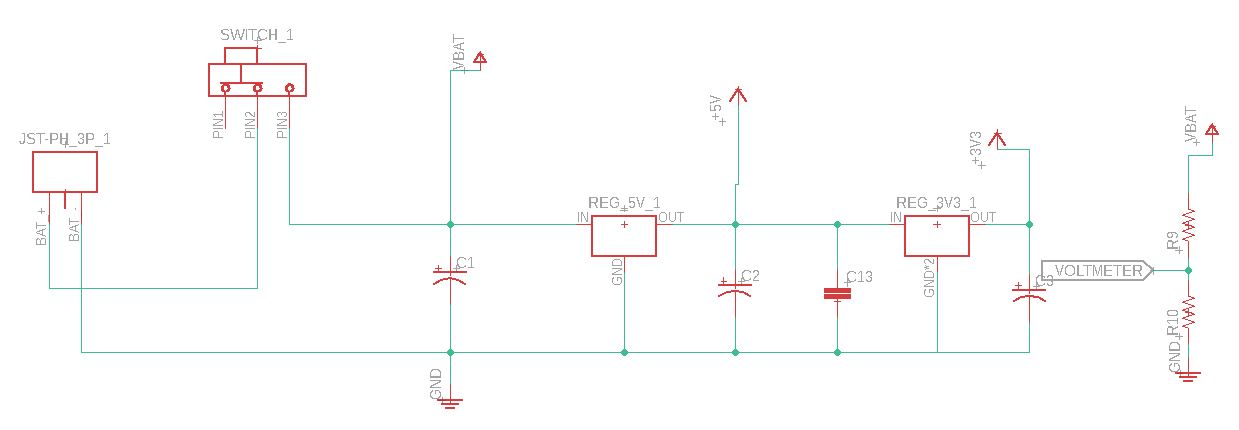 SWITCH_1
PIN1
PIN2
PIN3
JST-PH_3P_1
BAT +
BAT -
VBAT
+5V
+3V3
VBAT
REG_5V_1
IN
OUT
GND
REG_3V3_1
IN
OUT
GND*2
C1
C2
C13
C3
VOLTMETER
R9
R10
GND
GND